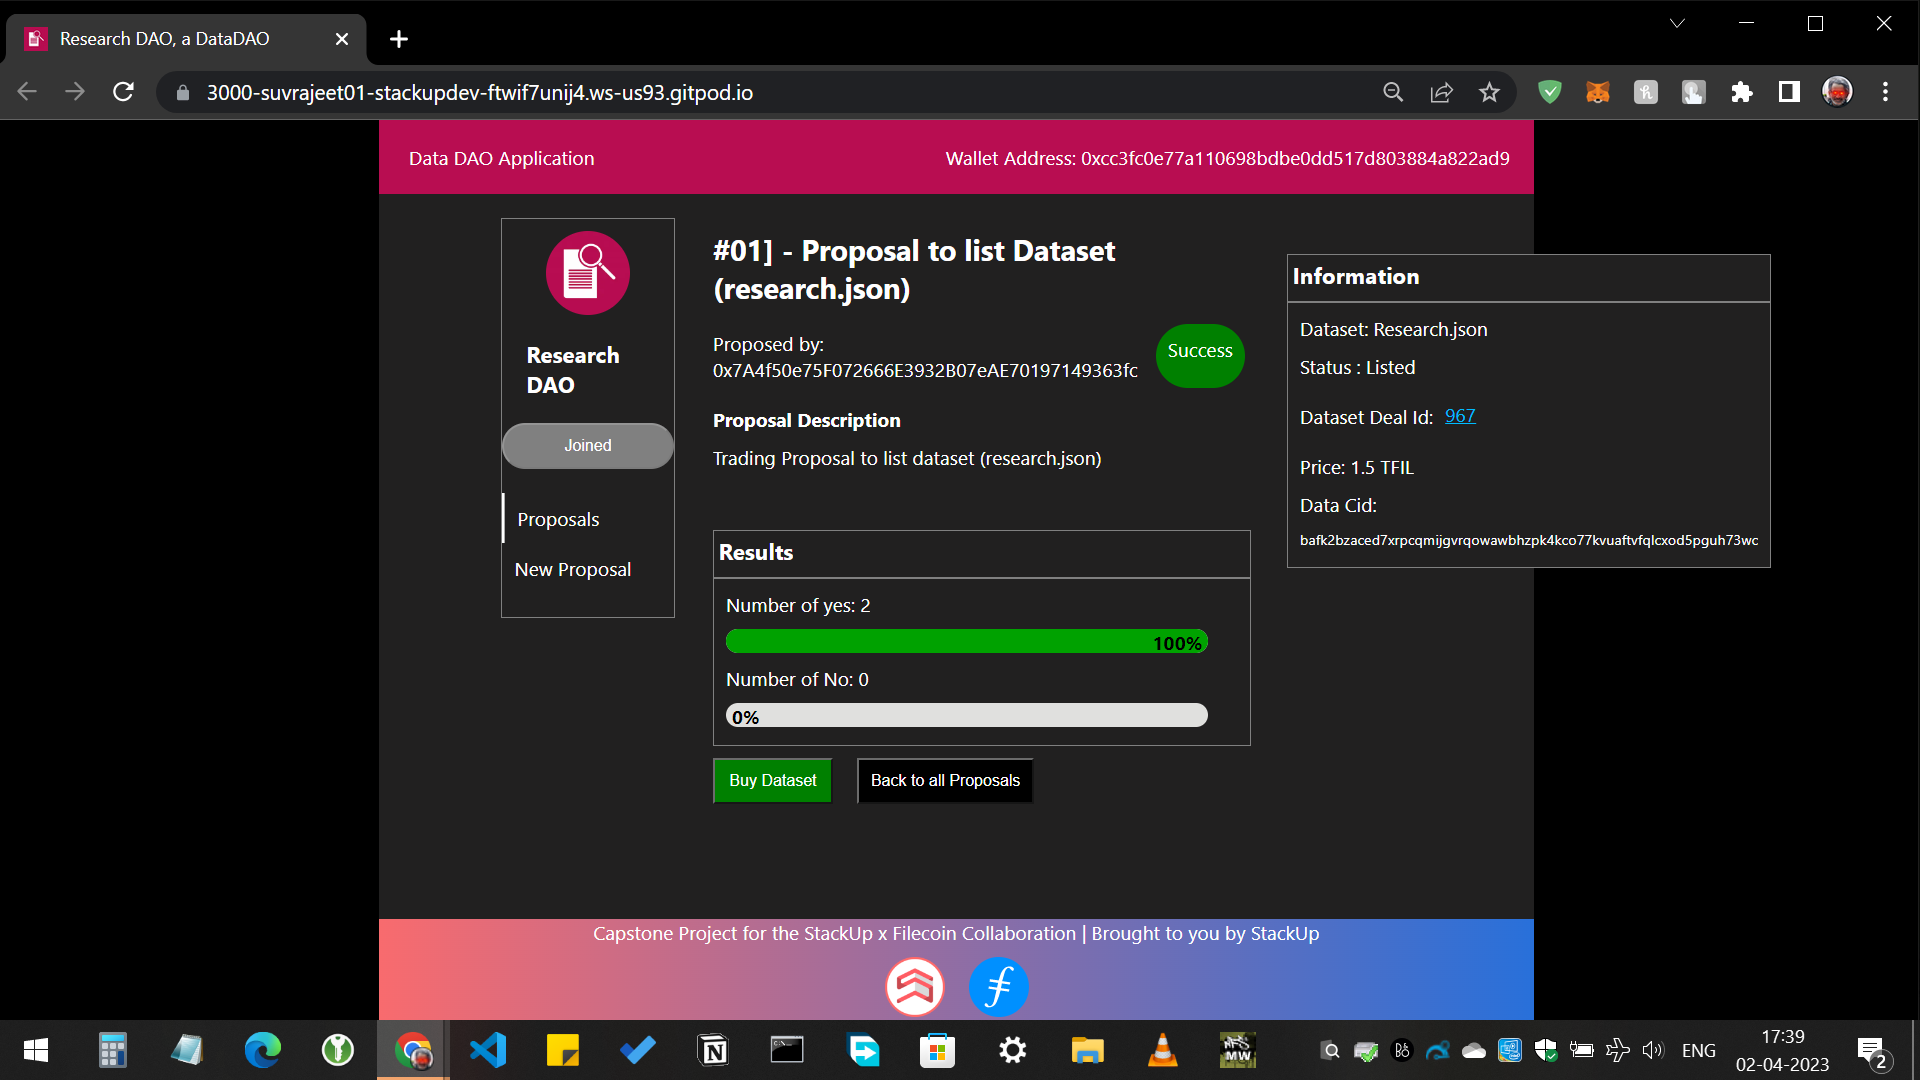 Research DAO, a DataDAO
3000-suvrajeet01-stackupdev-ftwif7unij4.ws-us93.gitpod.io
Data DAO Application
Wallet Address: 0xcc3fc0e77a110698bdbe0dd517d803884a822ad9
Research
DAO
Joined
Proposals
New Proposal
#01] - Proposal to list Dataset
(research.json)
Proposed by:
0x7A4f50e75F072666E3932B07eAE70197149363fc
Success
Proposal Description
Trading Proposal to list dataset (research.json)
Results
Number of yes: 2
100%
Number of No: 0
0%
Buy Dataset
Back to all Proposals
Information
Dataset: Research.json
Status : Listed
Dataset Deal Id: 967
Price: 1.5 TFIL
Data Cid:
bafk2bzaced7xrpcqmijgvrqowawbhzpk4kco77kvuaftvfqlcxod5pguh73wc
Capstone Project for the StackUp x Filecoin Collaboration | Brought to you by StackUp
MW
ENG
17:39
02-04-2023
2